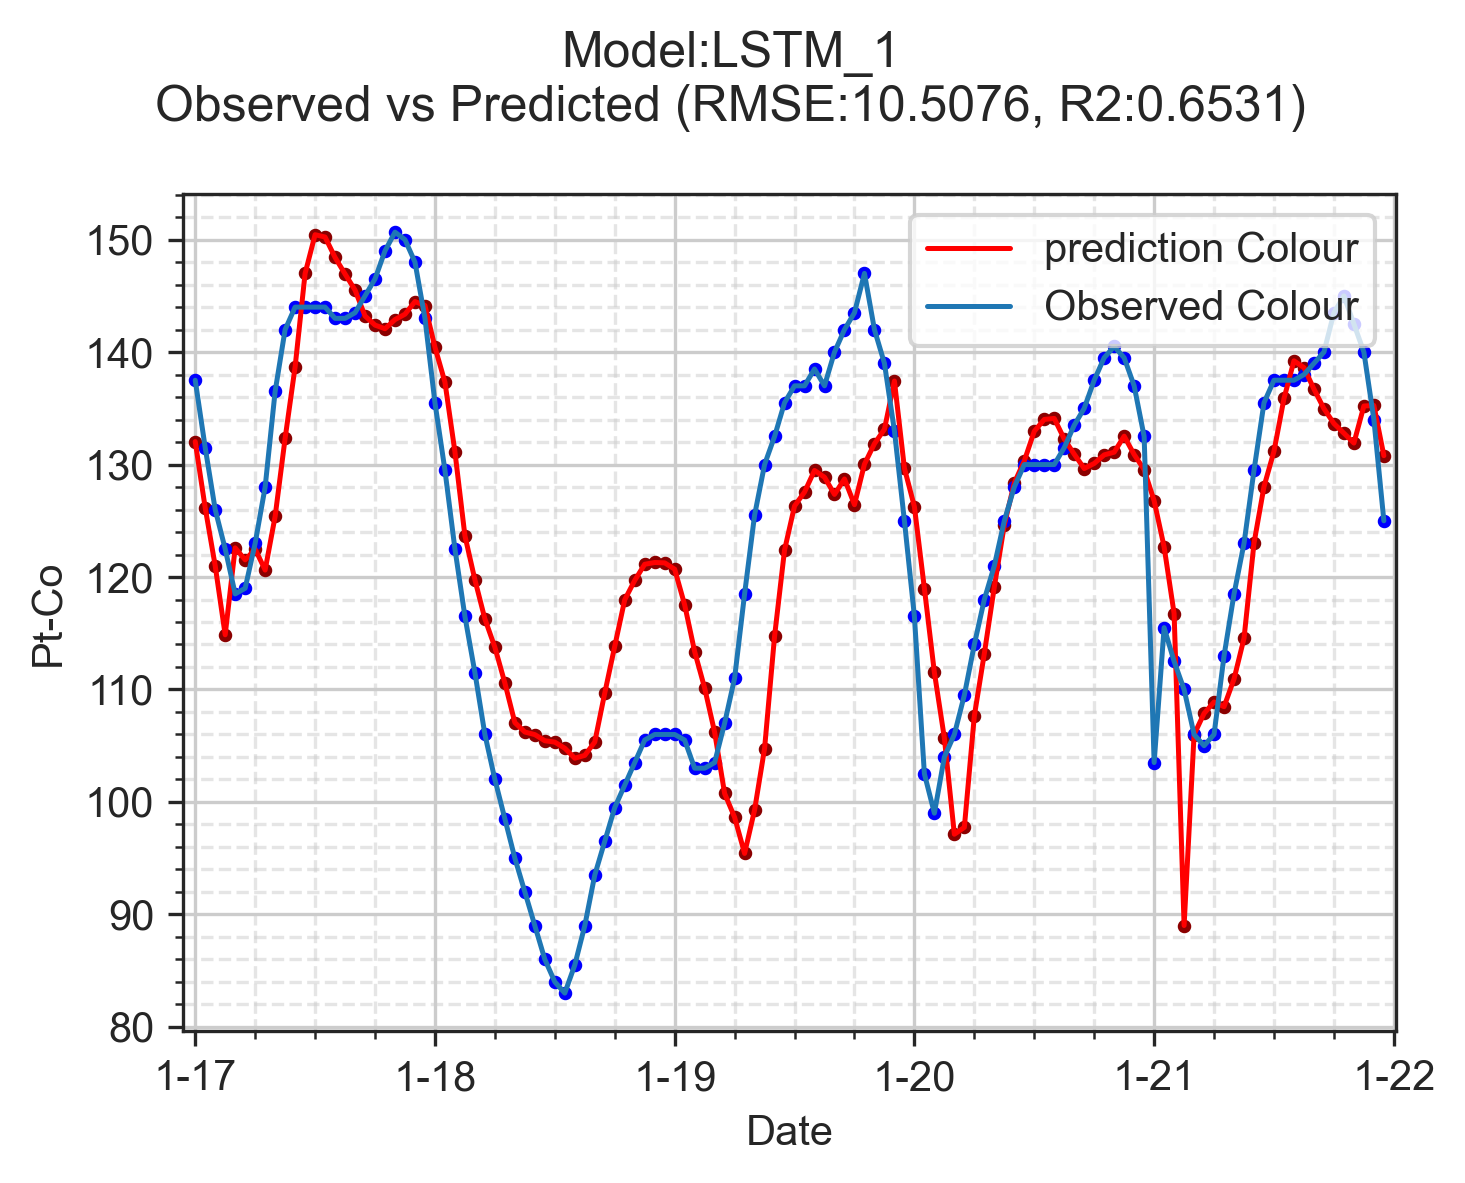 Model:LSTM_1
Observed vs Predicted (RMSE:10.5076, R2:0.6531)
prediction Colour
Observed Colour
Pt-Co
150
140
130
120
110
100
90
80
1-17 1-18 1-19 1-20 1-21 1-22
Date